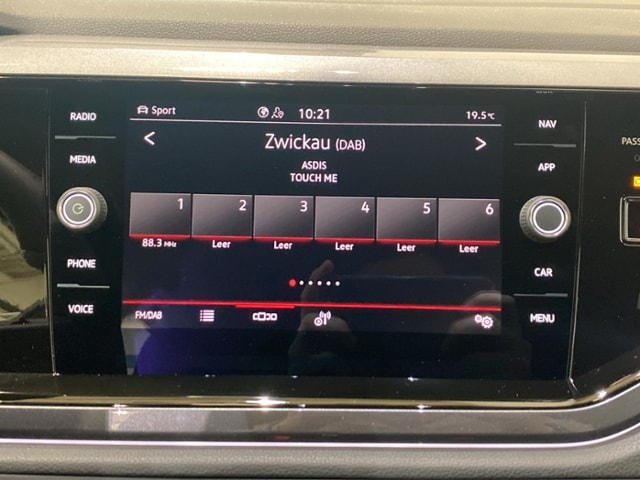 RADIO
MEDIA
PHONE
VOICE
Sport
10:21
19.5°C
< Zwickau (DAB) >
ASDIS
TOUCH ME
1 2 3 4 5 6
88.3 MHz Leer Leer Leer Leer Leer
FM/DAB
NAV
APP
CAR
MENU
PASS